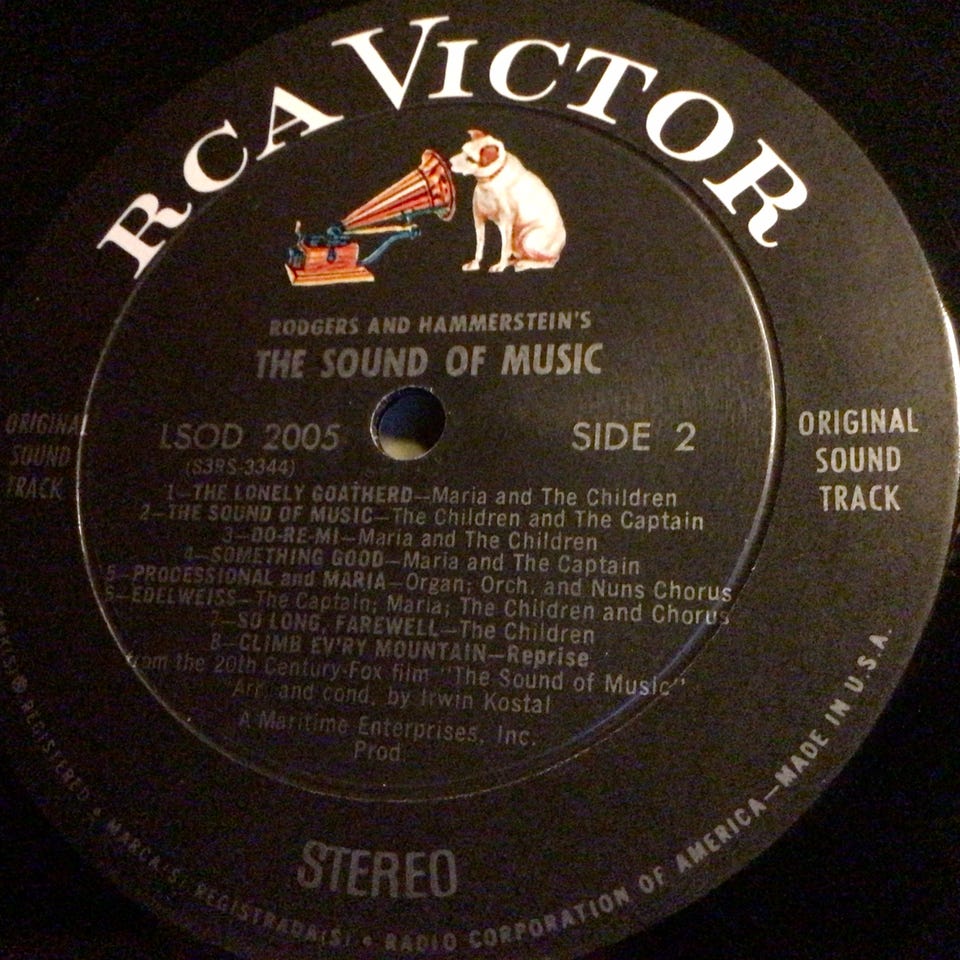 RCA VICTOR
RODGERS AND HAMMERSTEIN'S
THE SOUND OF MUSIC
ORIGINAL
SOUND
TRACK
LSOD 2005
SIDE 2
ORIGINAL
SOUND
TRACK
(S3RS-3344)
1—THE LONELY GOATHERD—Maria and The Children
2—THE SOUND OF MUSIC—The Children and The Captain
3—DO-RE-MI—Maria and The Children
4—SOMETHING GOOD—Maria and The Captain
5—PROCESSIONAL and MARIA—Organ; Orch. and Nuns Chorus
6—EDELWEISS—The Captain; Maria; The Children and Chorus
7—SO LONG, FAREWELL—The Children
8—CLIMB EV'RY MOUNTAIN—Reprise
from the 20th Century-Fox film "The Sound of Music"
Arr. and cond. by Irwin Kostal
A Maritime Enterprises, Inc.
Prod.
STEREO
REGISTERED • MARCA(S) REGISTRADA(S) • RADIO CORPORATION OF AMERICA—MADE IN U.S.A.